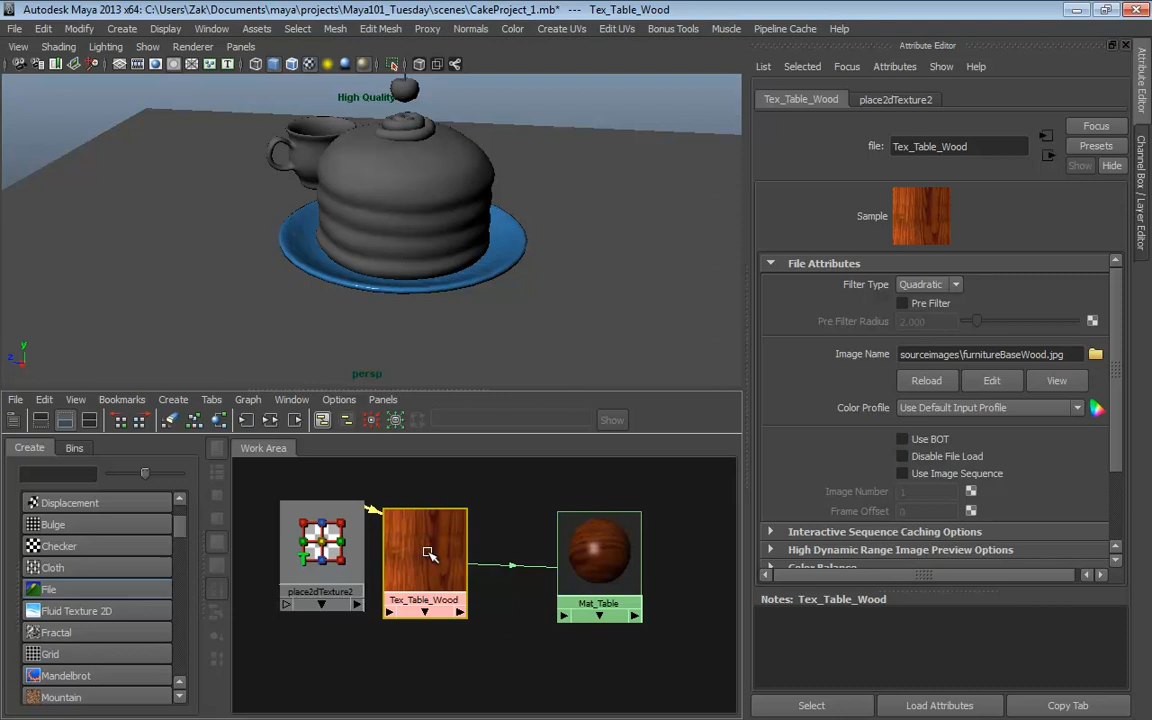 Autodesk Maya 2013 x64: C:\Users\Zak\Documents\maya\projects\Maya101_Tuesday\scenes\CakeProject_1.mb* --- Tex_Table_Wood
File Edit Modify Create Display Window Assets Select Mesh Edit Mesh Proxy Normals Color Create UVs Edit UVs Bonus Tools Muscle Pipeline Cache Help
View Shading Lighting Show Renderer Panels
High Quality
y
z
persp
File Edit View Bookmarks Create Tabs Graph Window Options Panels
Show
Create Bins
Work Area
Displacement
Bulge
Checker
Cloth
File
Fluid Texture 2D
Fractal
Grid
Mandelbrot
Mountain
place2dTexture2
Tex_Table_Wood
Mat_Table
Attribute Editor
List Selected Focus Attributes Show Help
Tex_Table_Wood place2dTexture2
file: Tex_Table_Wood
Focus
Presets
Show Hide
Sample
File Attributes
Filter Type Quadratic
Pre Filter
Pre Filter Radius 2.000
Image Name sourceimages\furnitureBaseWood.jpg
Reload Edit View
Color Profile Use Default Input Profile
Use BOT
Disable File Load
Use Image Sequence
Image Number 1
Frame Offset 0
Interactive Sequence Caching Options
High Dynamic Range Image Preview Options
Color Balance
Notes: Tex_Table_Wood
Select Load Attributes Copy Tab
Attribute Editor
Channel Box / Layer Editor